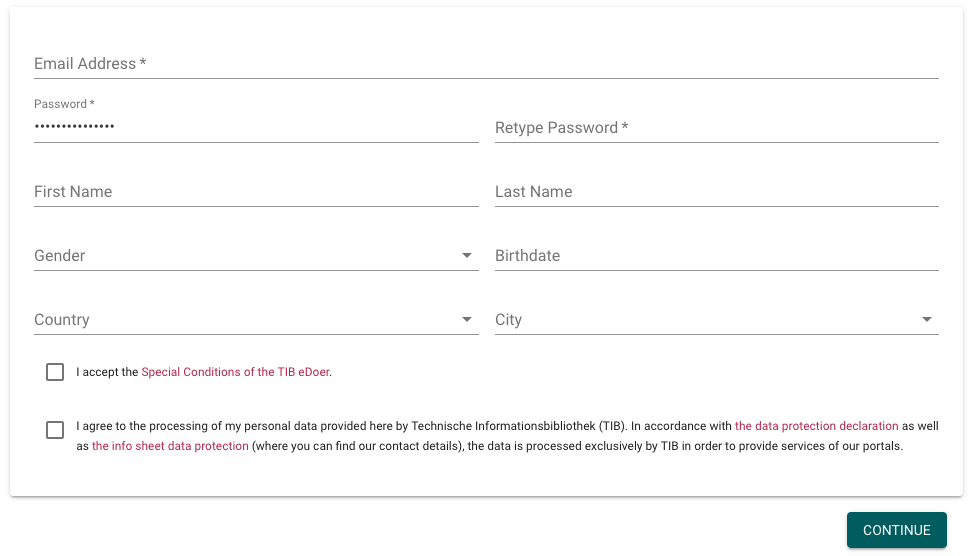 Email Address *
Password *
•••••••••••••••
Retype Password *
First Name
Last Name
Gender
Birthdate
Country
City
I accept the Special Conditions of the TIB eDoer.
I agree to the processing of my personal data provided here by Technische Informationsbibliothek (TIB). In accordance with the data protection declaration as well
as the info sheet data protection (where you can find our contact details), the data is processed exclusively by TIB in order to provide services of our portals.
CONTINUE